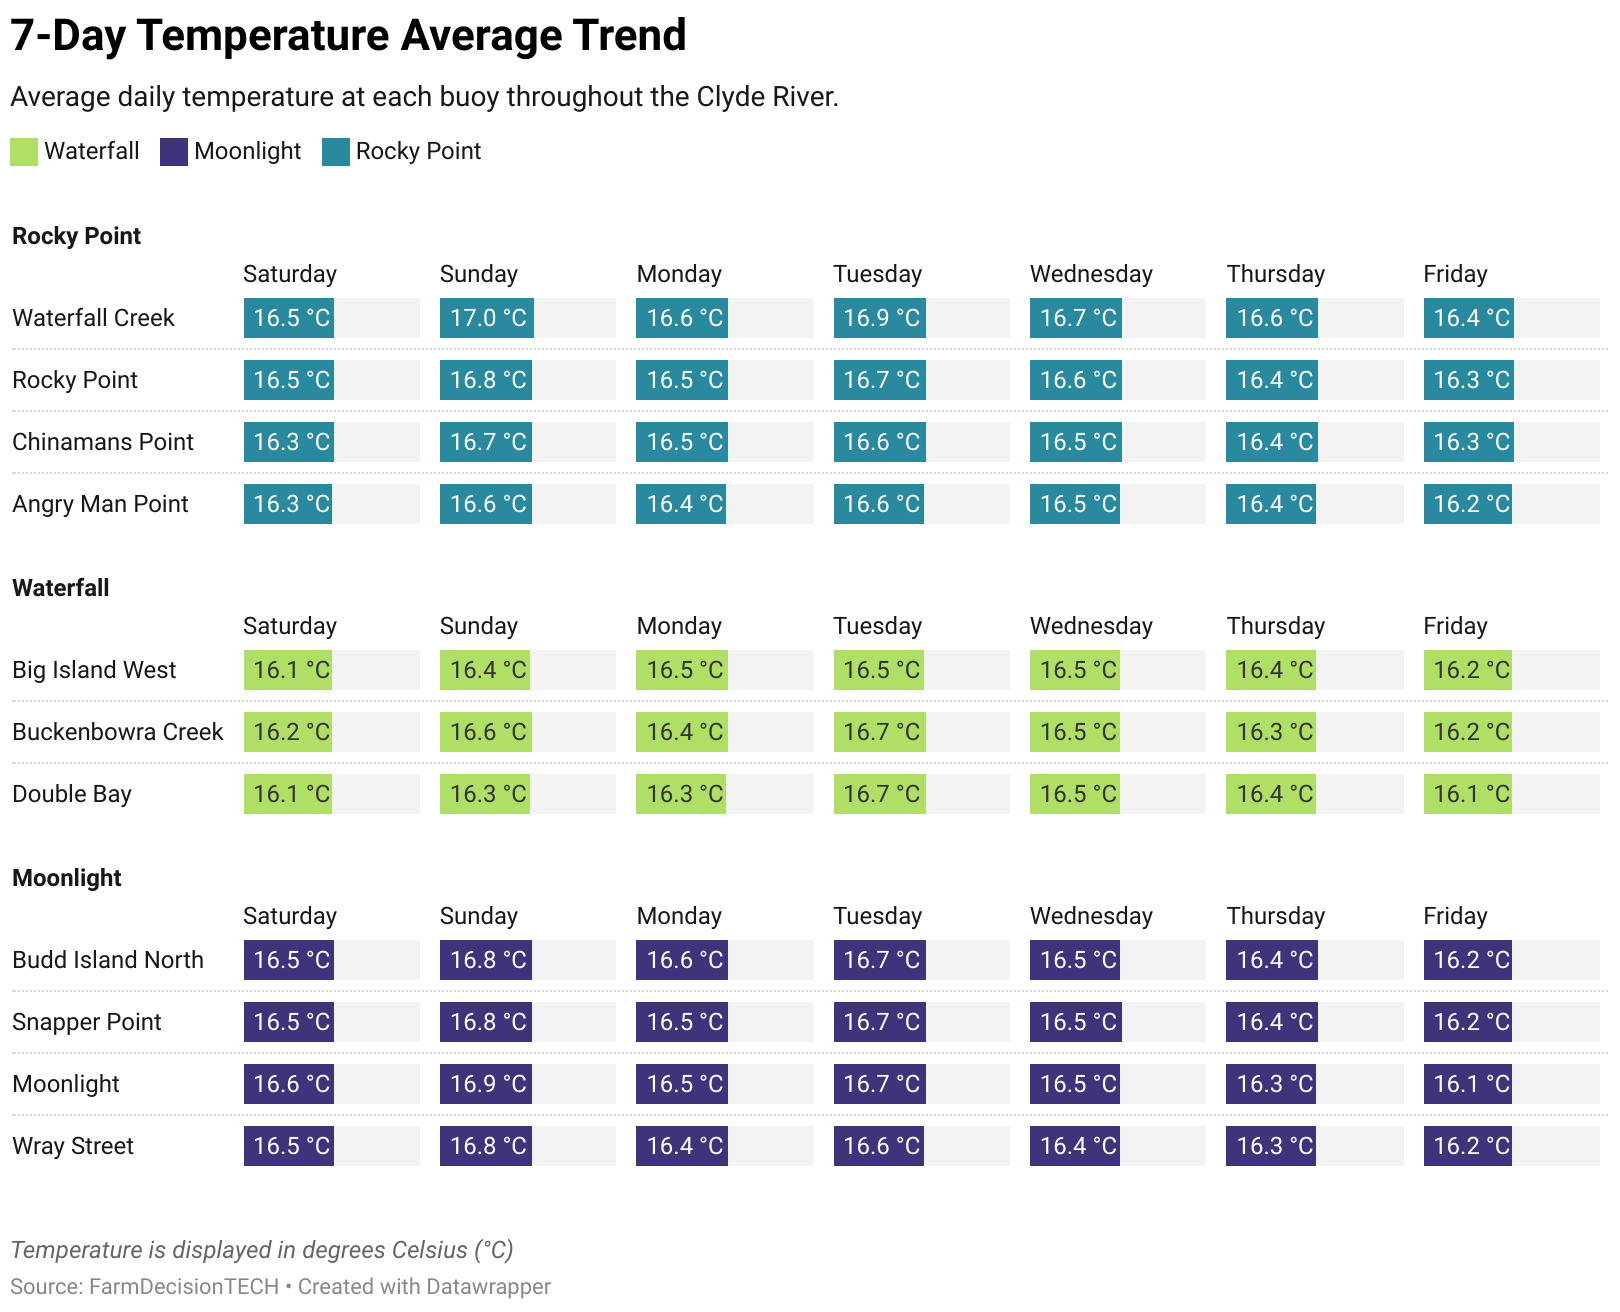 7-Day Temperature Average Trend
Average daily temperature at each buoy throughout the Clyde River.
Waterfall Moonlight Rocky Point
Rocky Point
Saturday Sunday Monday Tuesday Wednesday Thursday Friday
Waterfall Creek 16.5 °C 17.0 °C 16.6 °C 16.9 °C 16.7 °C 16.6 °C 16.4 °C
Rocky Point 16.5 °C 16.8 °C 16.5 °C 16.7 °C 16.6 °C 16.4 °C 16.3 °C
Chinamans Point 16.3 °C 16.7 °C 16.5 °C 16.6 °C 16.5 °C 16.4 °C 16.3 °C
Angry Man Point 16.3 °C 16.6 °C 16.4 °C 16.6 °C 16.5 °C 16.4 °C 16.2 °C
Waterfall
Saturday Sunday Monday Tuesday Wednesday Thursday Friday
Big Island West 16.1 °C 16.4 °C 16.5 °C 16.5 °C 16.5 °C 16.4 °C 16.2 °C
Buckenbowra Creek 16.2 °C 16.6 °C 16.4 °C 16.7 °C 16.5 °C 16.3 °C 16.2 °C
Double Bay 16.1 °C 16.3 °C 16.3 °C 16.7 °C 16.5 °C 16.4 °C 16.1 °C
Moonlight
Saturday Sunday Monday Tuesday Wednesday Thursday Friday
Budd Island North 16.5 °C 16.8 °C 16.6 °C 16.7 °C 16.5 °C 16.4 °C 16.2 °C
Snapper Point 16.5 °C 16.8 °C 16.5 °C 16.7 °C 16.5 °C 16.4 °C 16.2 °C
Moonlight 16.6 °C 16.9 °C 16.5 °C 16.7 °C 16.5 °C 16.3 °C 16.1 °C
Wray Street 16.5 °C 16.8 °C 16.4 °C 16.6 °C 16.4 °C 16.3 °C 16.2 °C
Temperature is displayed in degrees Celsius (°C)
Source: FarmDecisionTECH • Created with Datawrapper